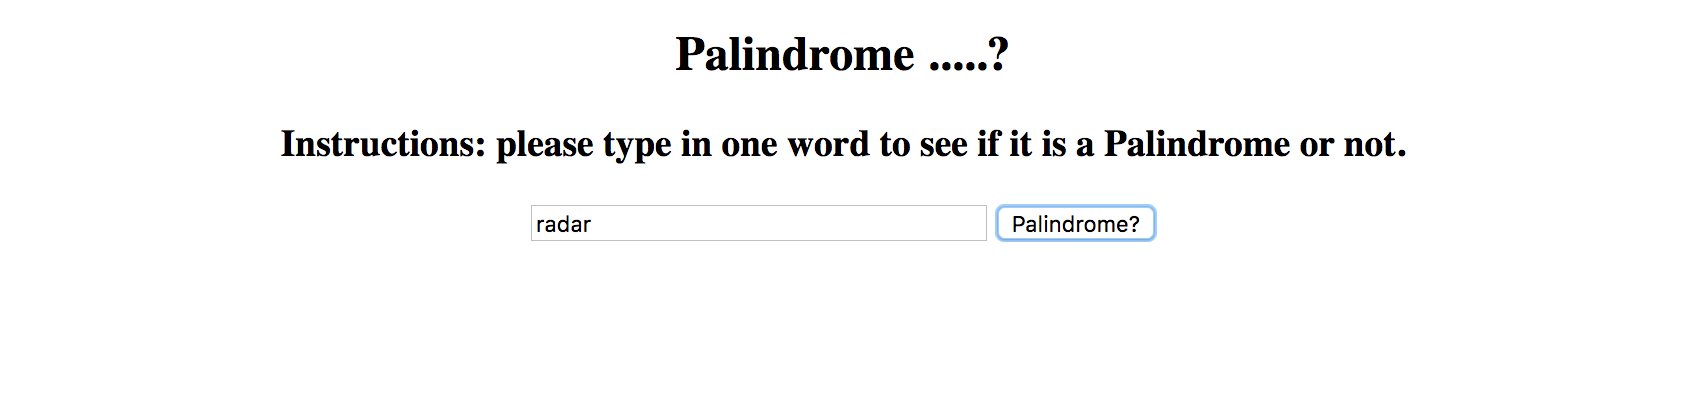 Palindrome .....?
Instructions: please type in one word to see if it is a Palindrome or not.
radar Palindrome?